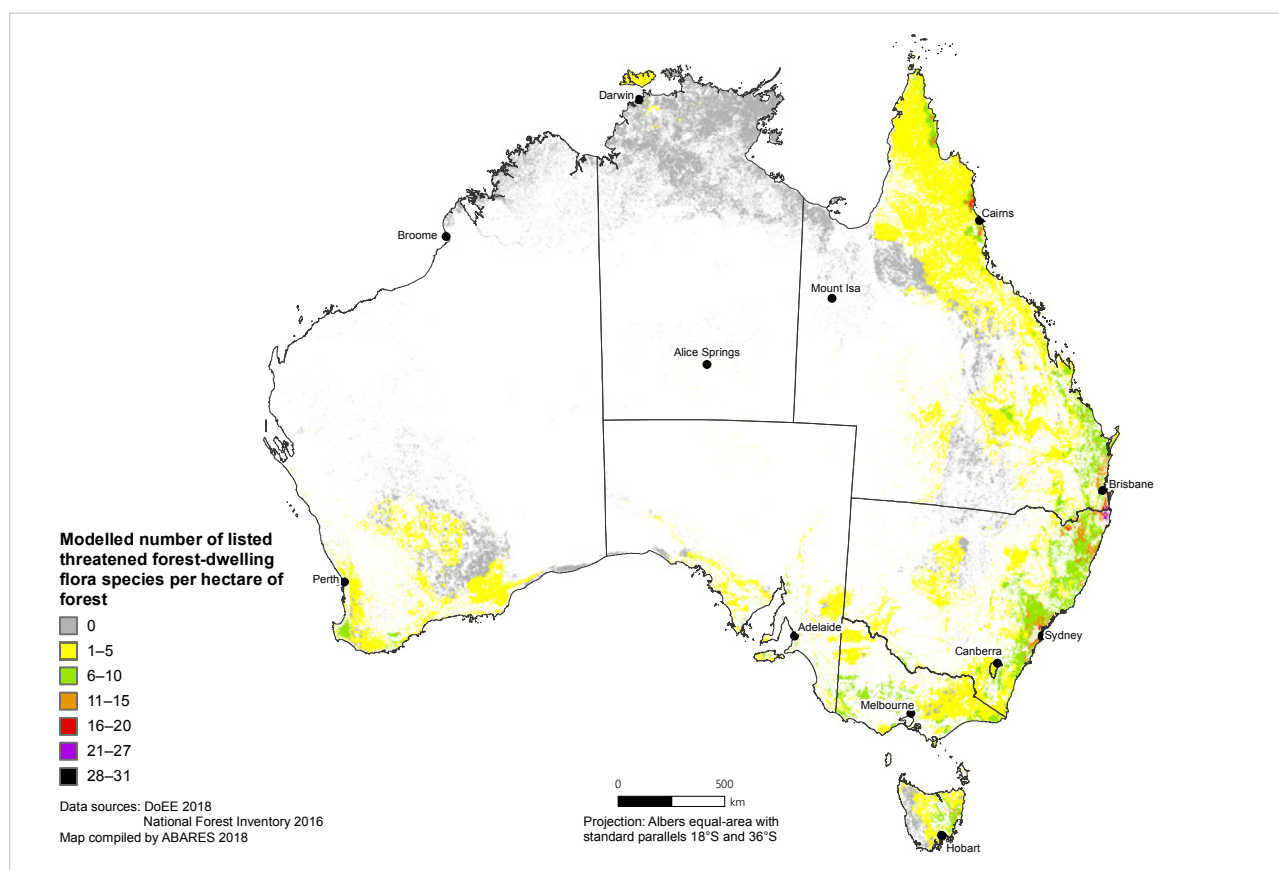 Darwin
Cairns
Broome
Mount Isa
Alice Springs
Brisbane
Perth
Adelaide
Sydney
Canberra
Melbourne
Hobart
Modelled number of listed
threatened forest-dwelling
flora species per hectare of
forest
0
1–5
6–10
11–15
16–20
21–27
28–31
Data sources: DoEE 2018
National Forest Inventory 2016
Map compiled by ABARES 2018
0 500
km
Projection: Albers equal-area with
standard parallels 18°S and 36°S